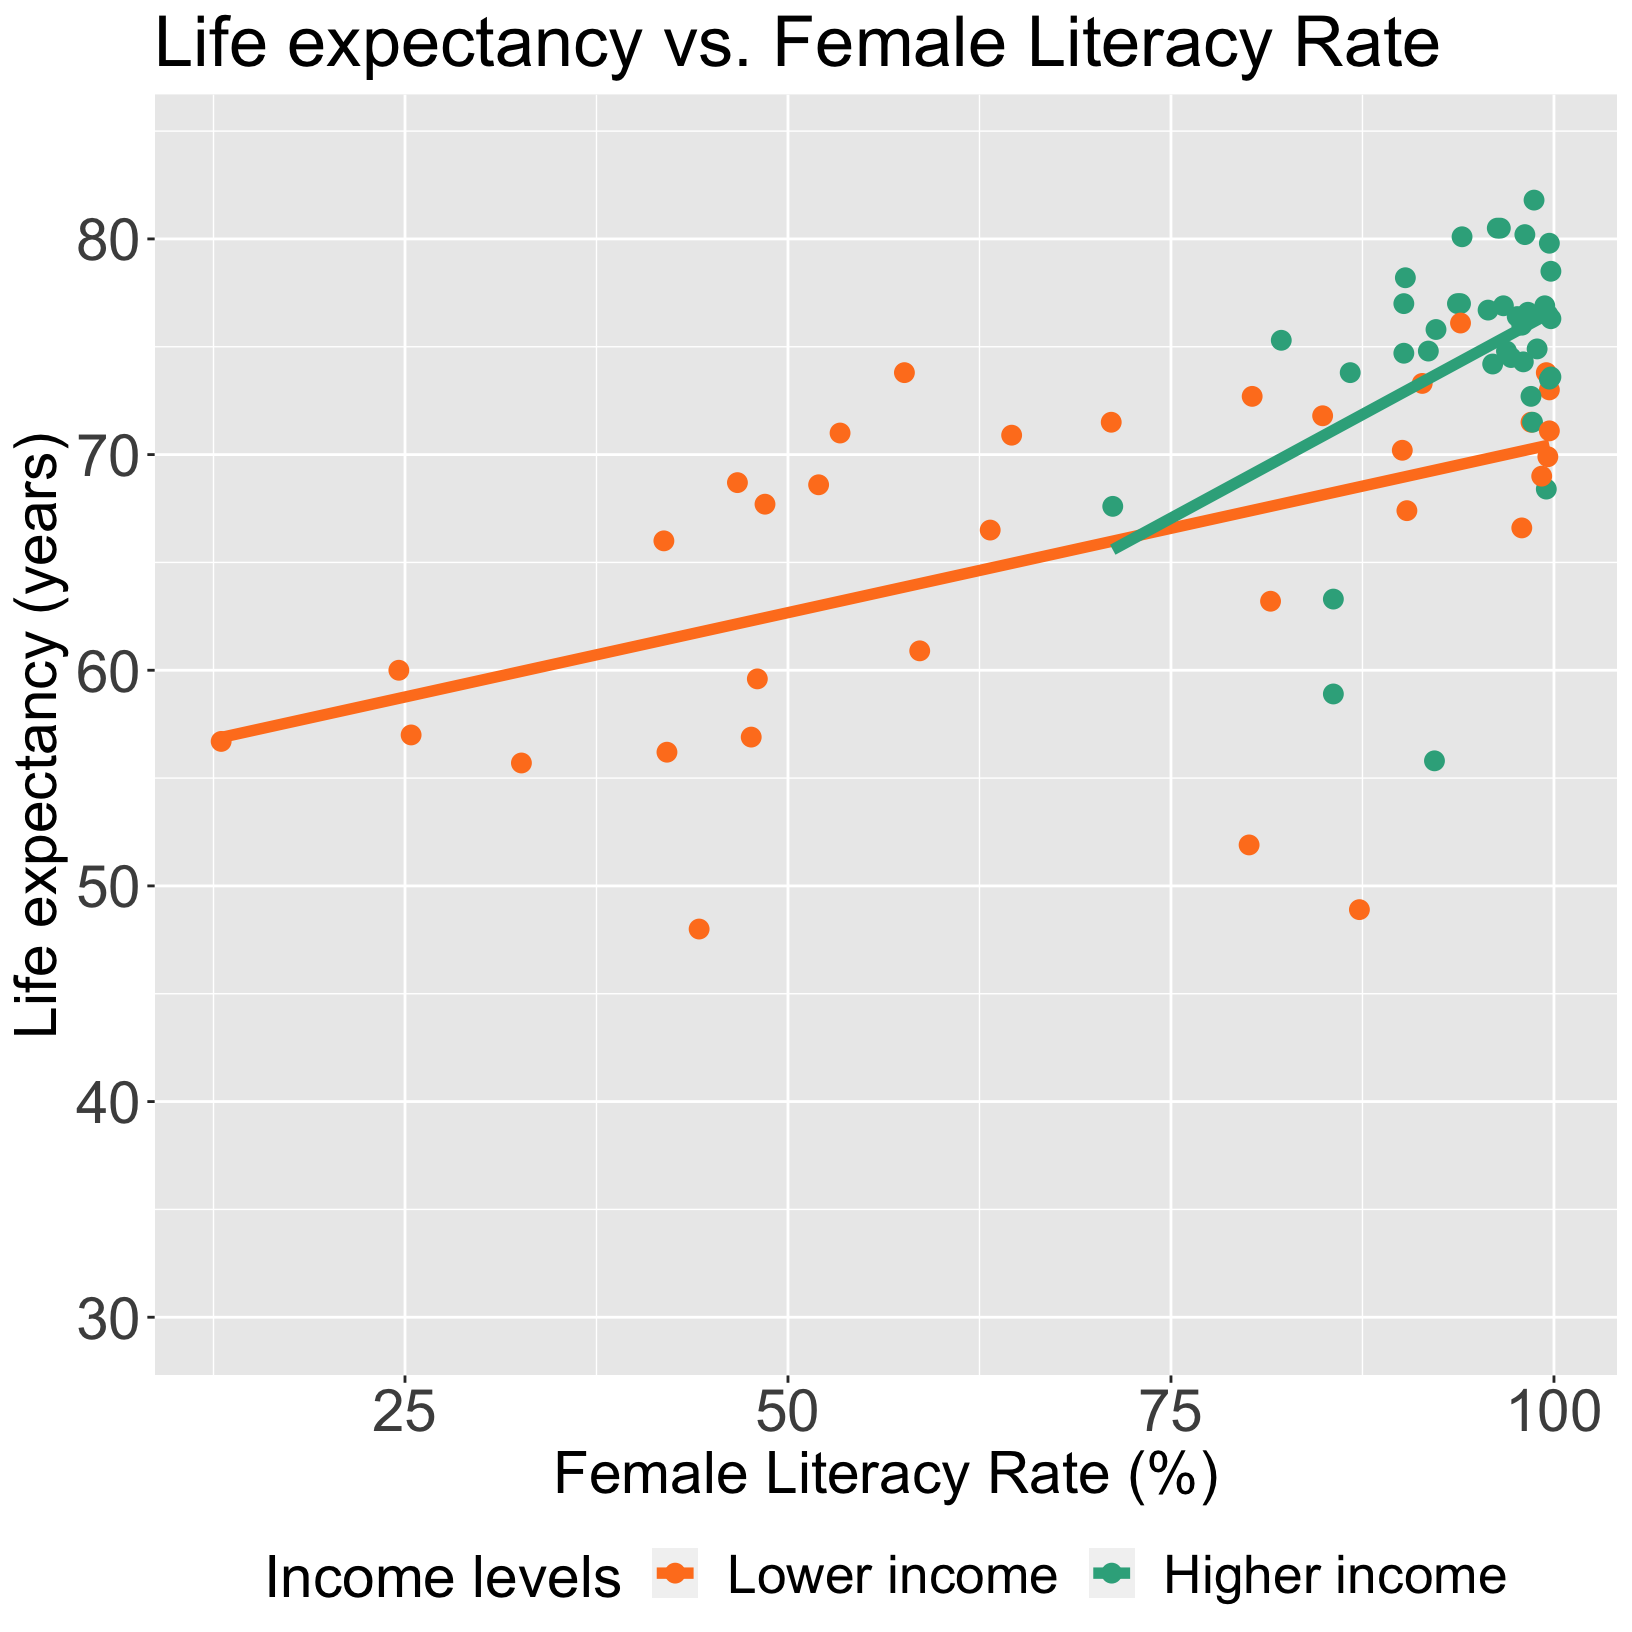 Life expectancy vs. Female Literacy Rate
Life expectancy (years)
80
70
60
50
40
30
25 50 75 100
Female Literacy Rate (%)
Income levels Lower income Higher income